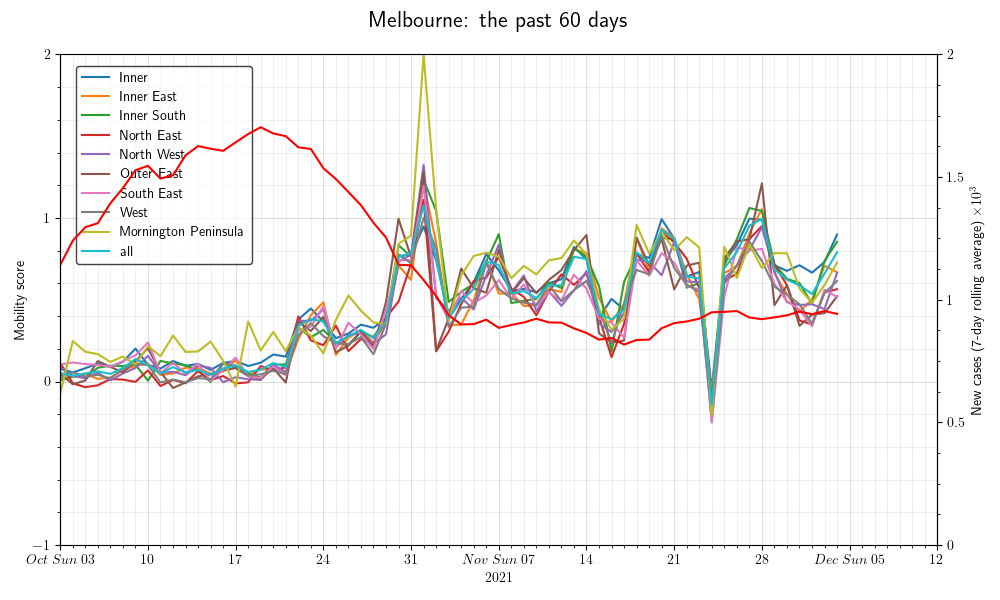 Melbourne: the past 60 days
2
1
0
−1
Mobility score
Inner
Inner East
Inner South
North East
North West
Outer East
South East
West
Mornington Peninsula
all
2
1.5
1
0.5
0
New cases (7-day rolling average) ×10³
Oct Sun 03 10 17 24 31 Nov Sun 07 14 21 28 Dec Sun 05 12
2021